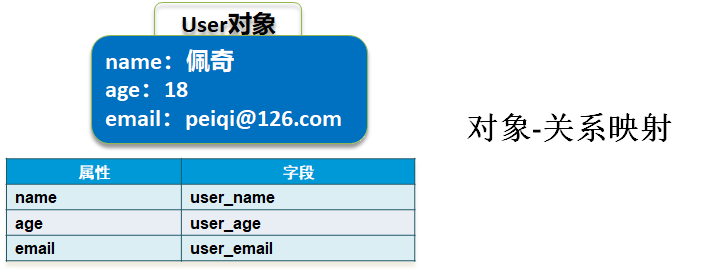 User对象
name：佩奇
age：18
email：peiqi@126.com
对象-关系映射
属性 字段
name user_name
age user_age
email user_email